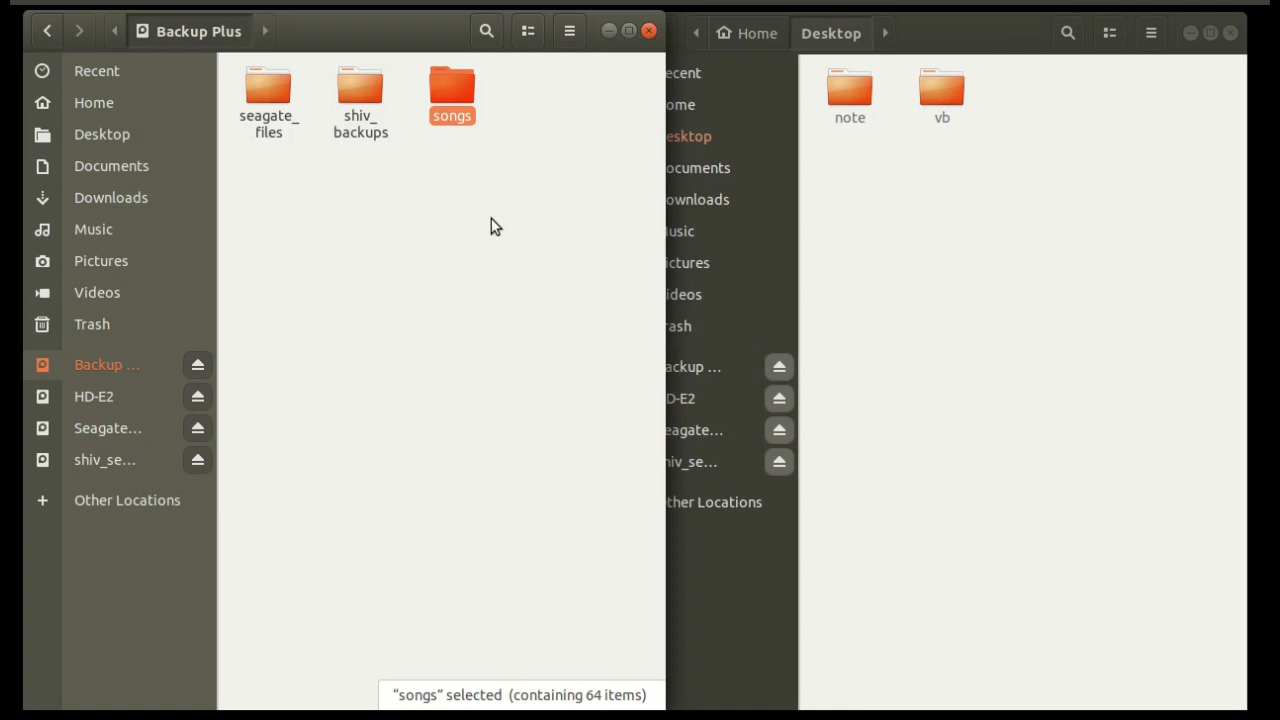 Backup Plus
Recent
Home
Desktop
Documents
Downloads
Music
Pictures
Videos
Trash
Backup ...
HD-E2
Seagate...
shiv_se...
Other Locations
seagate_
files
shiv_
backups
songs
“songs” selected (containing 64 items)
Home Desktop
ecent
ome
esktop
ocuments
ownloads
usic
ictures
ideos
rash
ackup ...
D-E2
eagate...
hiv_se...
ther Locations
note
vb